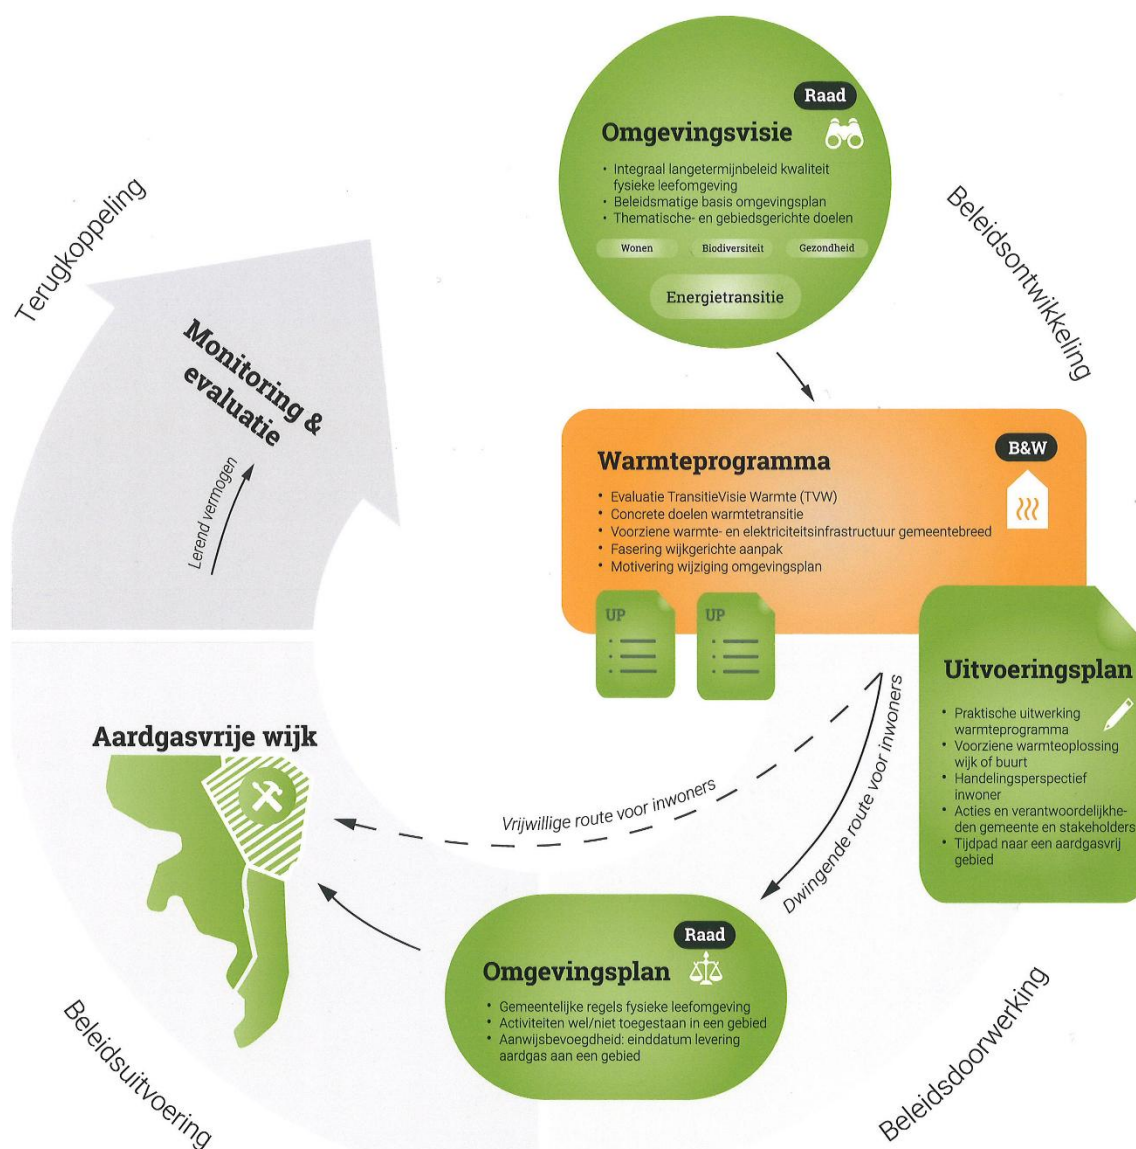 Raad
Omgevingsvisie
• Integraal langetermijnbeleid kwaliteit
fysieke leefomgeving
• Beleidsmatige basis omgevingsplan
• Thematische- en gebiedsgerichte doelen
Wonen
Biodiversiteit
Gezondheid
Energietransitie
Beleidsontwikkeling
Terugkoppeling
Monitoring &
evaluatie
Lerend vermogen
B&W
Warmteprogramma
• Evaluatie TransitieVisie Warmte (TVW)
• Concrete doelen warmtetransitie
• Voorziene warmte- en elektriciteitsinfrastructuur gemeentebreed
• Fasering wijkgerichte aanpak
• Motivering wijziging omgevingsplan
UP
UP
Uitvoeringsplan
• Praktische uitwerking
warmteprogramma
• Voorziene warmteoplossing
wijk of buurt
• Handelingsperspectief
inwoner
• Acties en verantwoordelijkhe-
den gemeente en stakeholders
• Tijdpad naar een aardgasvrij
gebied
Dwingende route voor inwoners
Vrijwillige route voor inwoners
Aardgasvrije wijk
Raad
Omgevingsplan
• Gemeentelijke regels fysieke leefomgeving
• Activiteiten wel/niet toegestaan in een gebied
• Aanwijsbevoegdheid: einddatum levering
aardgas aan een gebied
Beleidsuitvoering
Beleidsdoorwerking